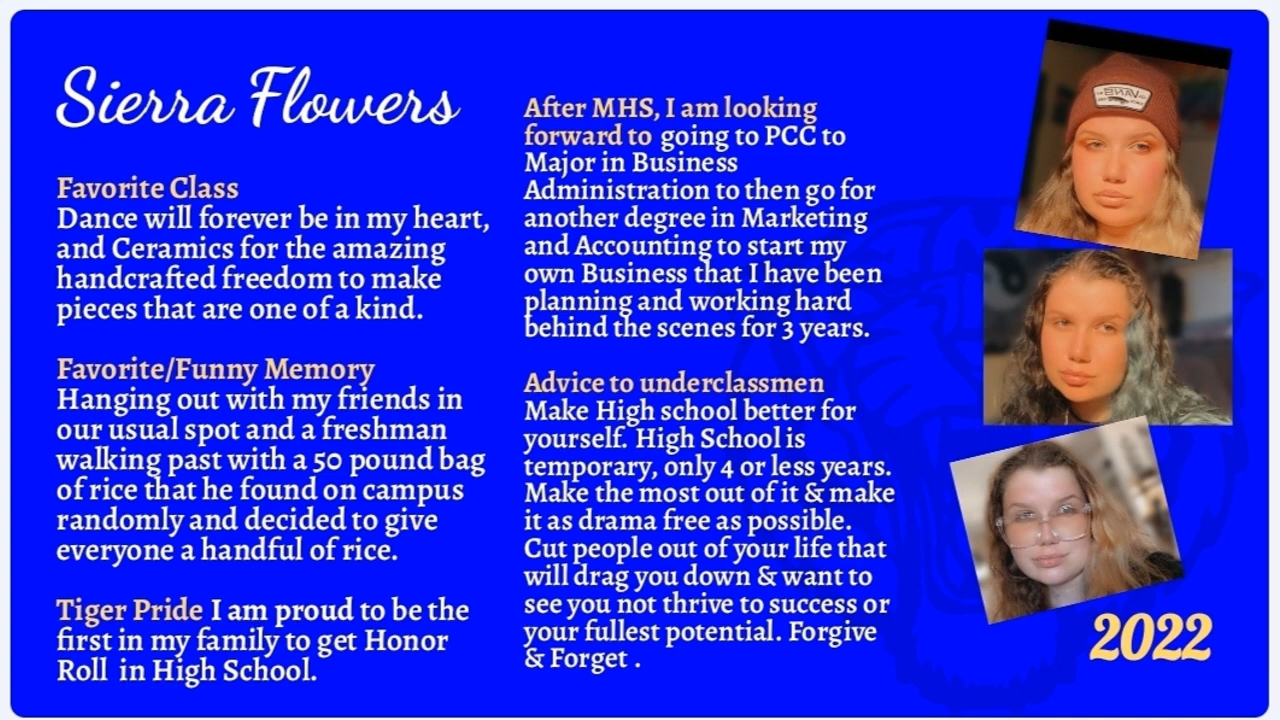 Sierra Flowers
Favorite Class
Dance will forever be in my heart,
and Ceramics for the amazing
handcrafted freedom to make
pieces that are one of a kind.
Favorite/Funny Memory
Hanging out with my friends in
our usual spot and a freshman
walking past with a 50 pound bag
of rice that he found on campus
randomly and decided to give
everyone a handful of rice.
Tiger Pride I am proud to be the
first in my family to get Honor
Roll in High School.
After MHS, I am looking
forward to going to PCC to
Major in Business
Administration to then go for
another degree in Marketing
and Accounting to start my
own Business that I have been
planning and working hard
behind the scenes for 3 years.
Advice to underclassmen
Make High school better for
yourself. High School is
temporary, only 4 or less years.
Make the most out of it & make
it as drama free as possible.
Cut people out of your life that
will drag you down & want to
see you not thrive to success or
your fullest potential. Forgive
& Forget .
VANS
2022